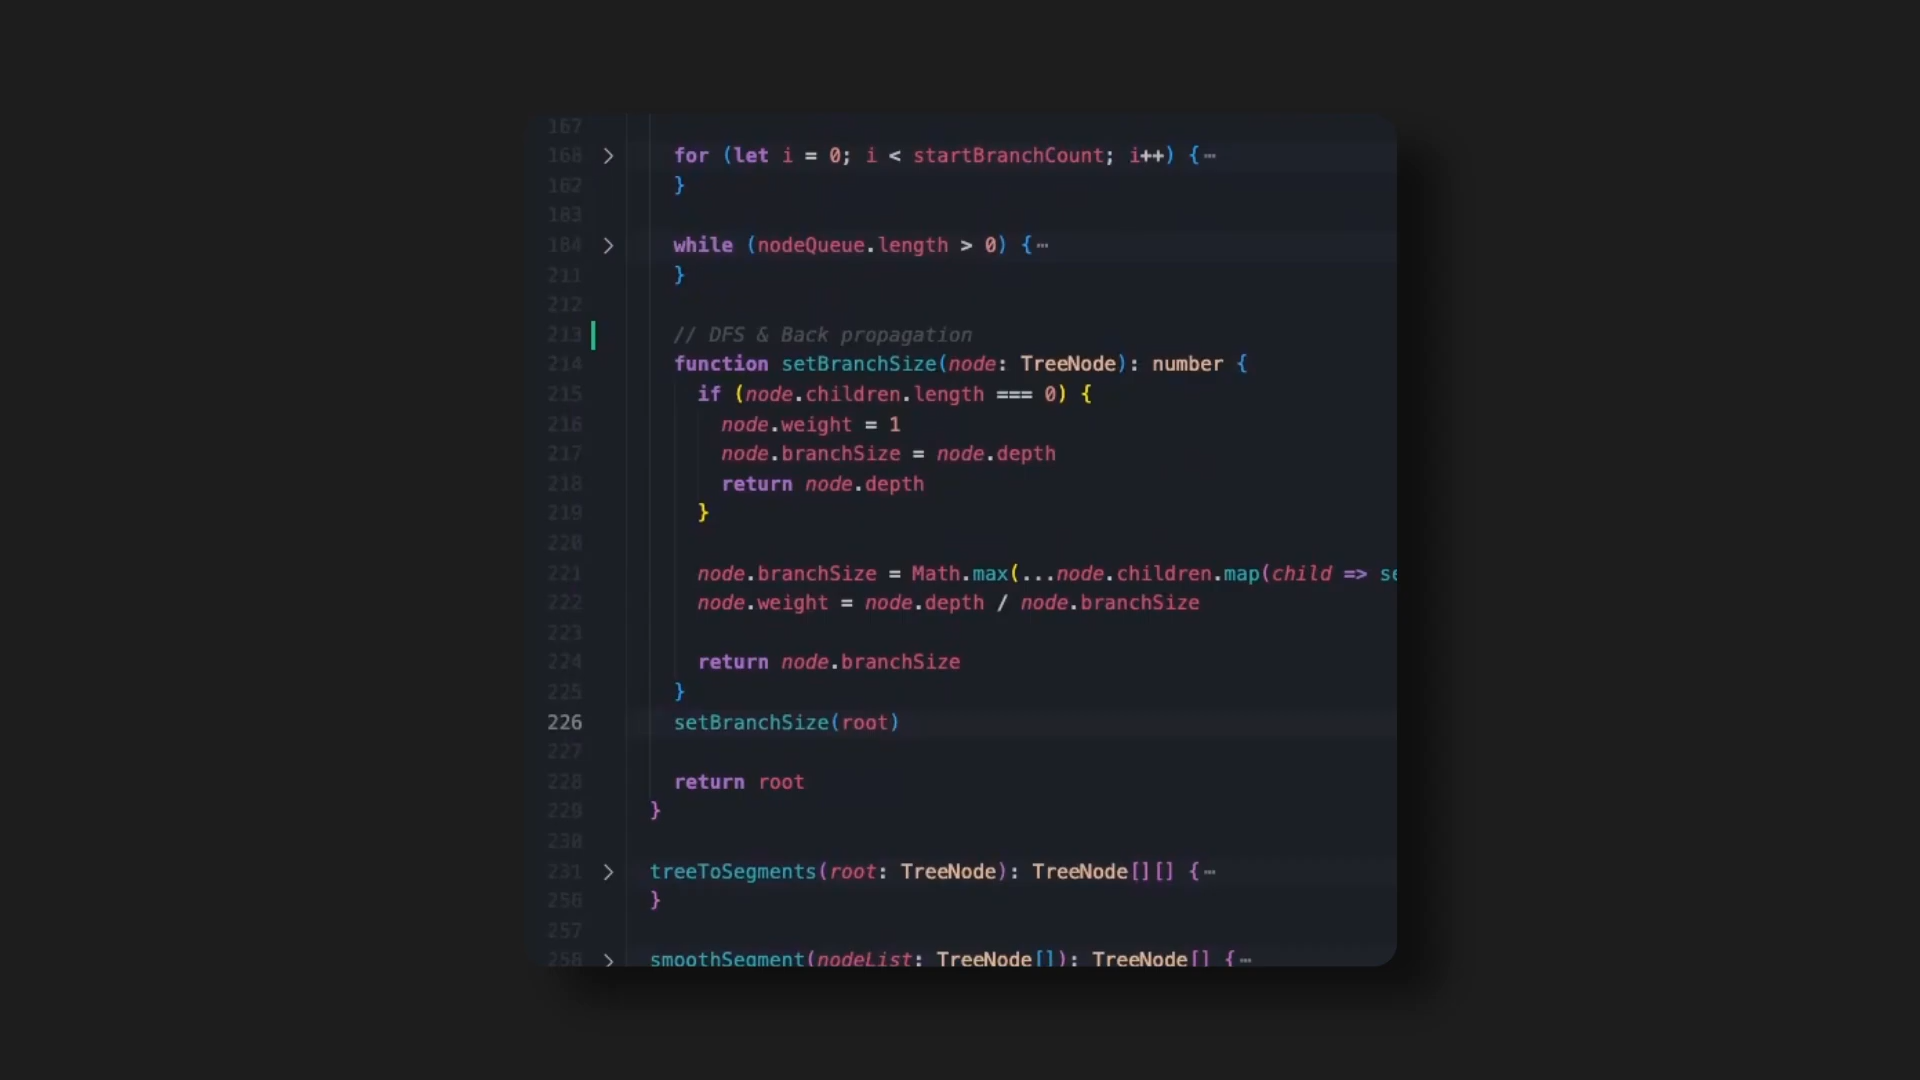 167
168 for (let i = 0; i < startBranchCount; i++) {⋯
182 }
183
184 while (nodeQueue.length > 0) {⋯
211 }
212
213 // DFS & Back propagation
214 function setBranchSize(node: TreeNode): number {
215 if (node.children.length === 0) {
216 node.weight = 1
217 node.branchSize = node.depth
218 return node.depth
219 }
220
221 node.branchSize = Math.max(...node.children.map(child => se
222 node.weight = node.depth / node.branchSize
223
224 return node.branchSize
225 }
226 setBranchSize(root)
227
228 return root
229 }
230
231 treeToSegments(root: TreeNode): TreeNode[][] {⋯
256 }
257
258 smoothSegment(nodeList: TreeNode[]): TreeNode[] {⋯